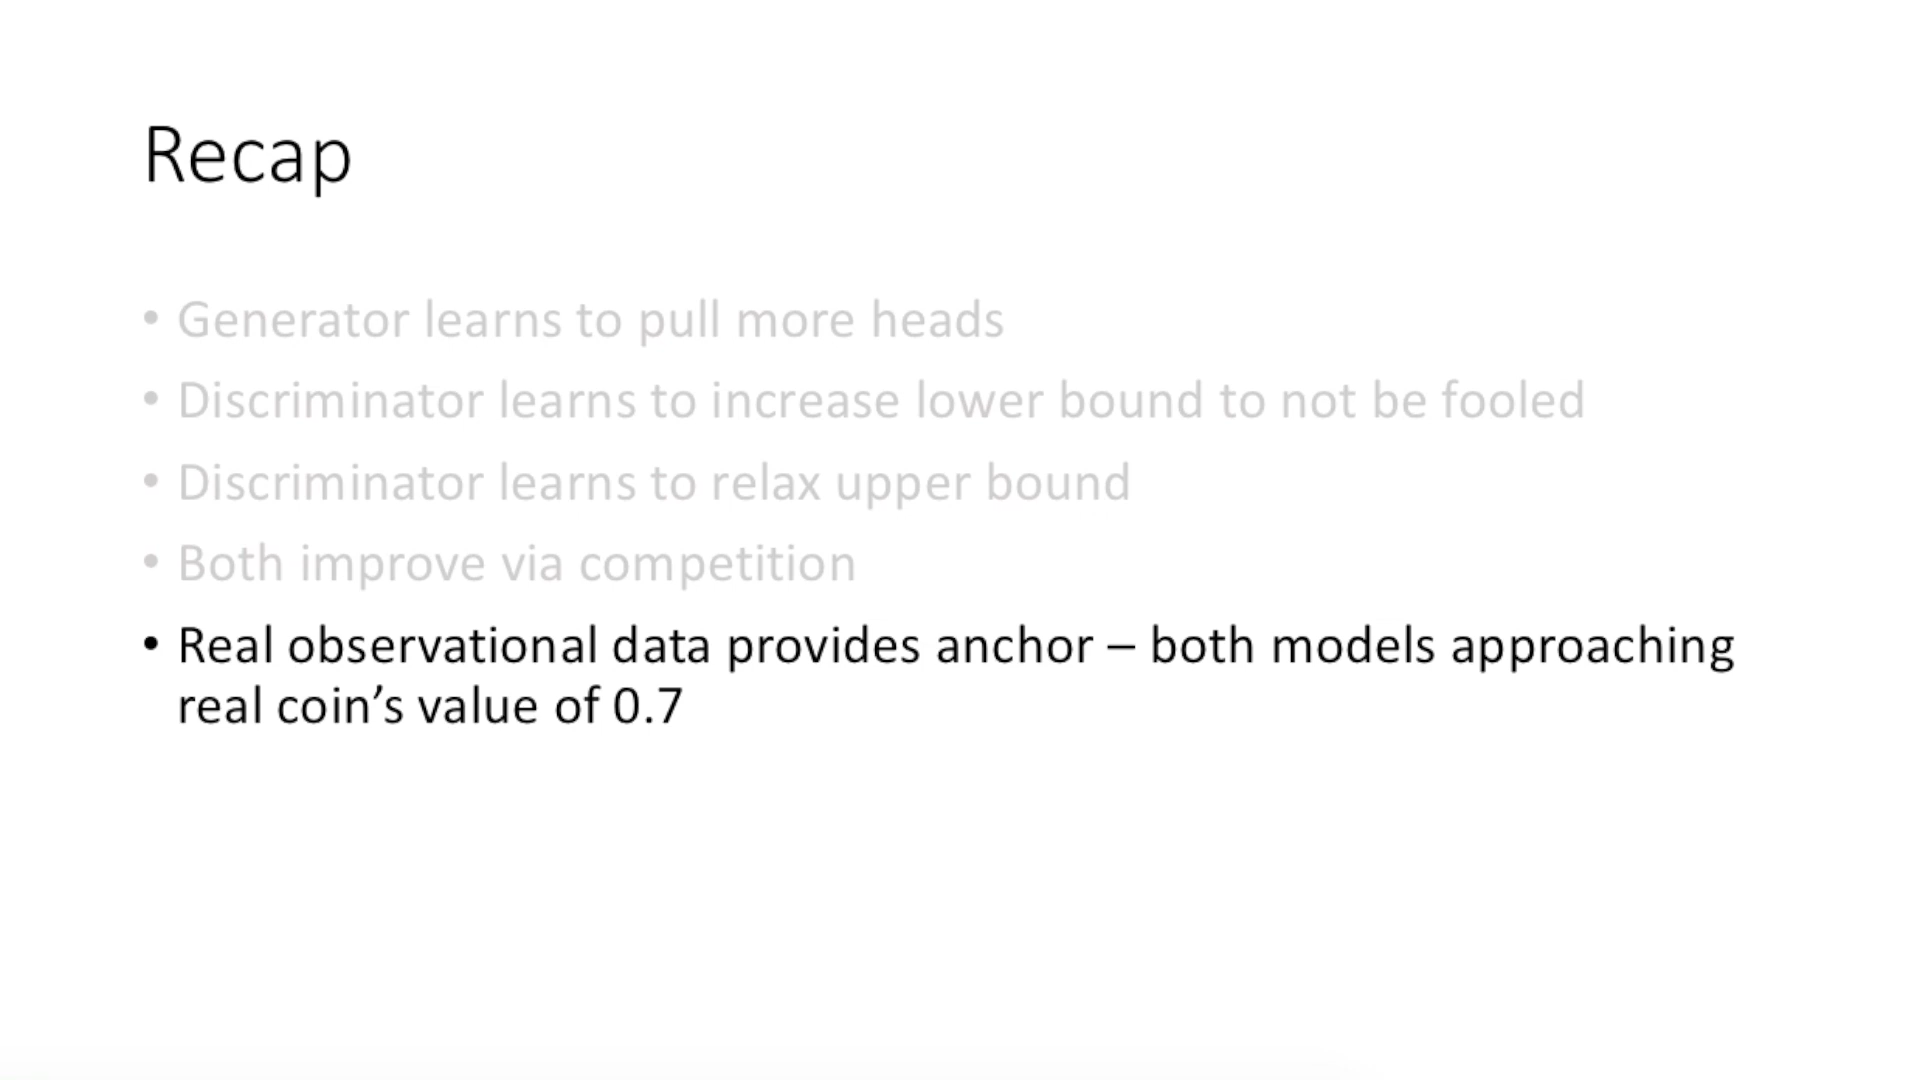 Recap
• Generator learns to pull more heads
• Discriminator learns to increase lower bound to not be fooled
• Discriminator learns to relax upper bound
• Both improve via competition
• Real observational data provides anchor – both models approaching
real coin’s value of 0.7